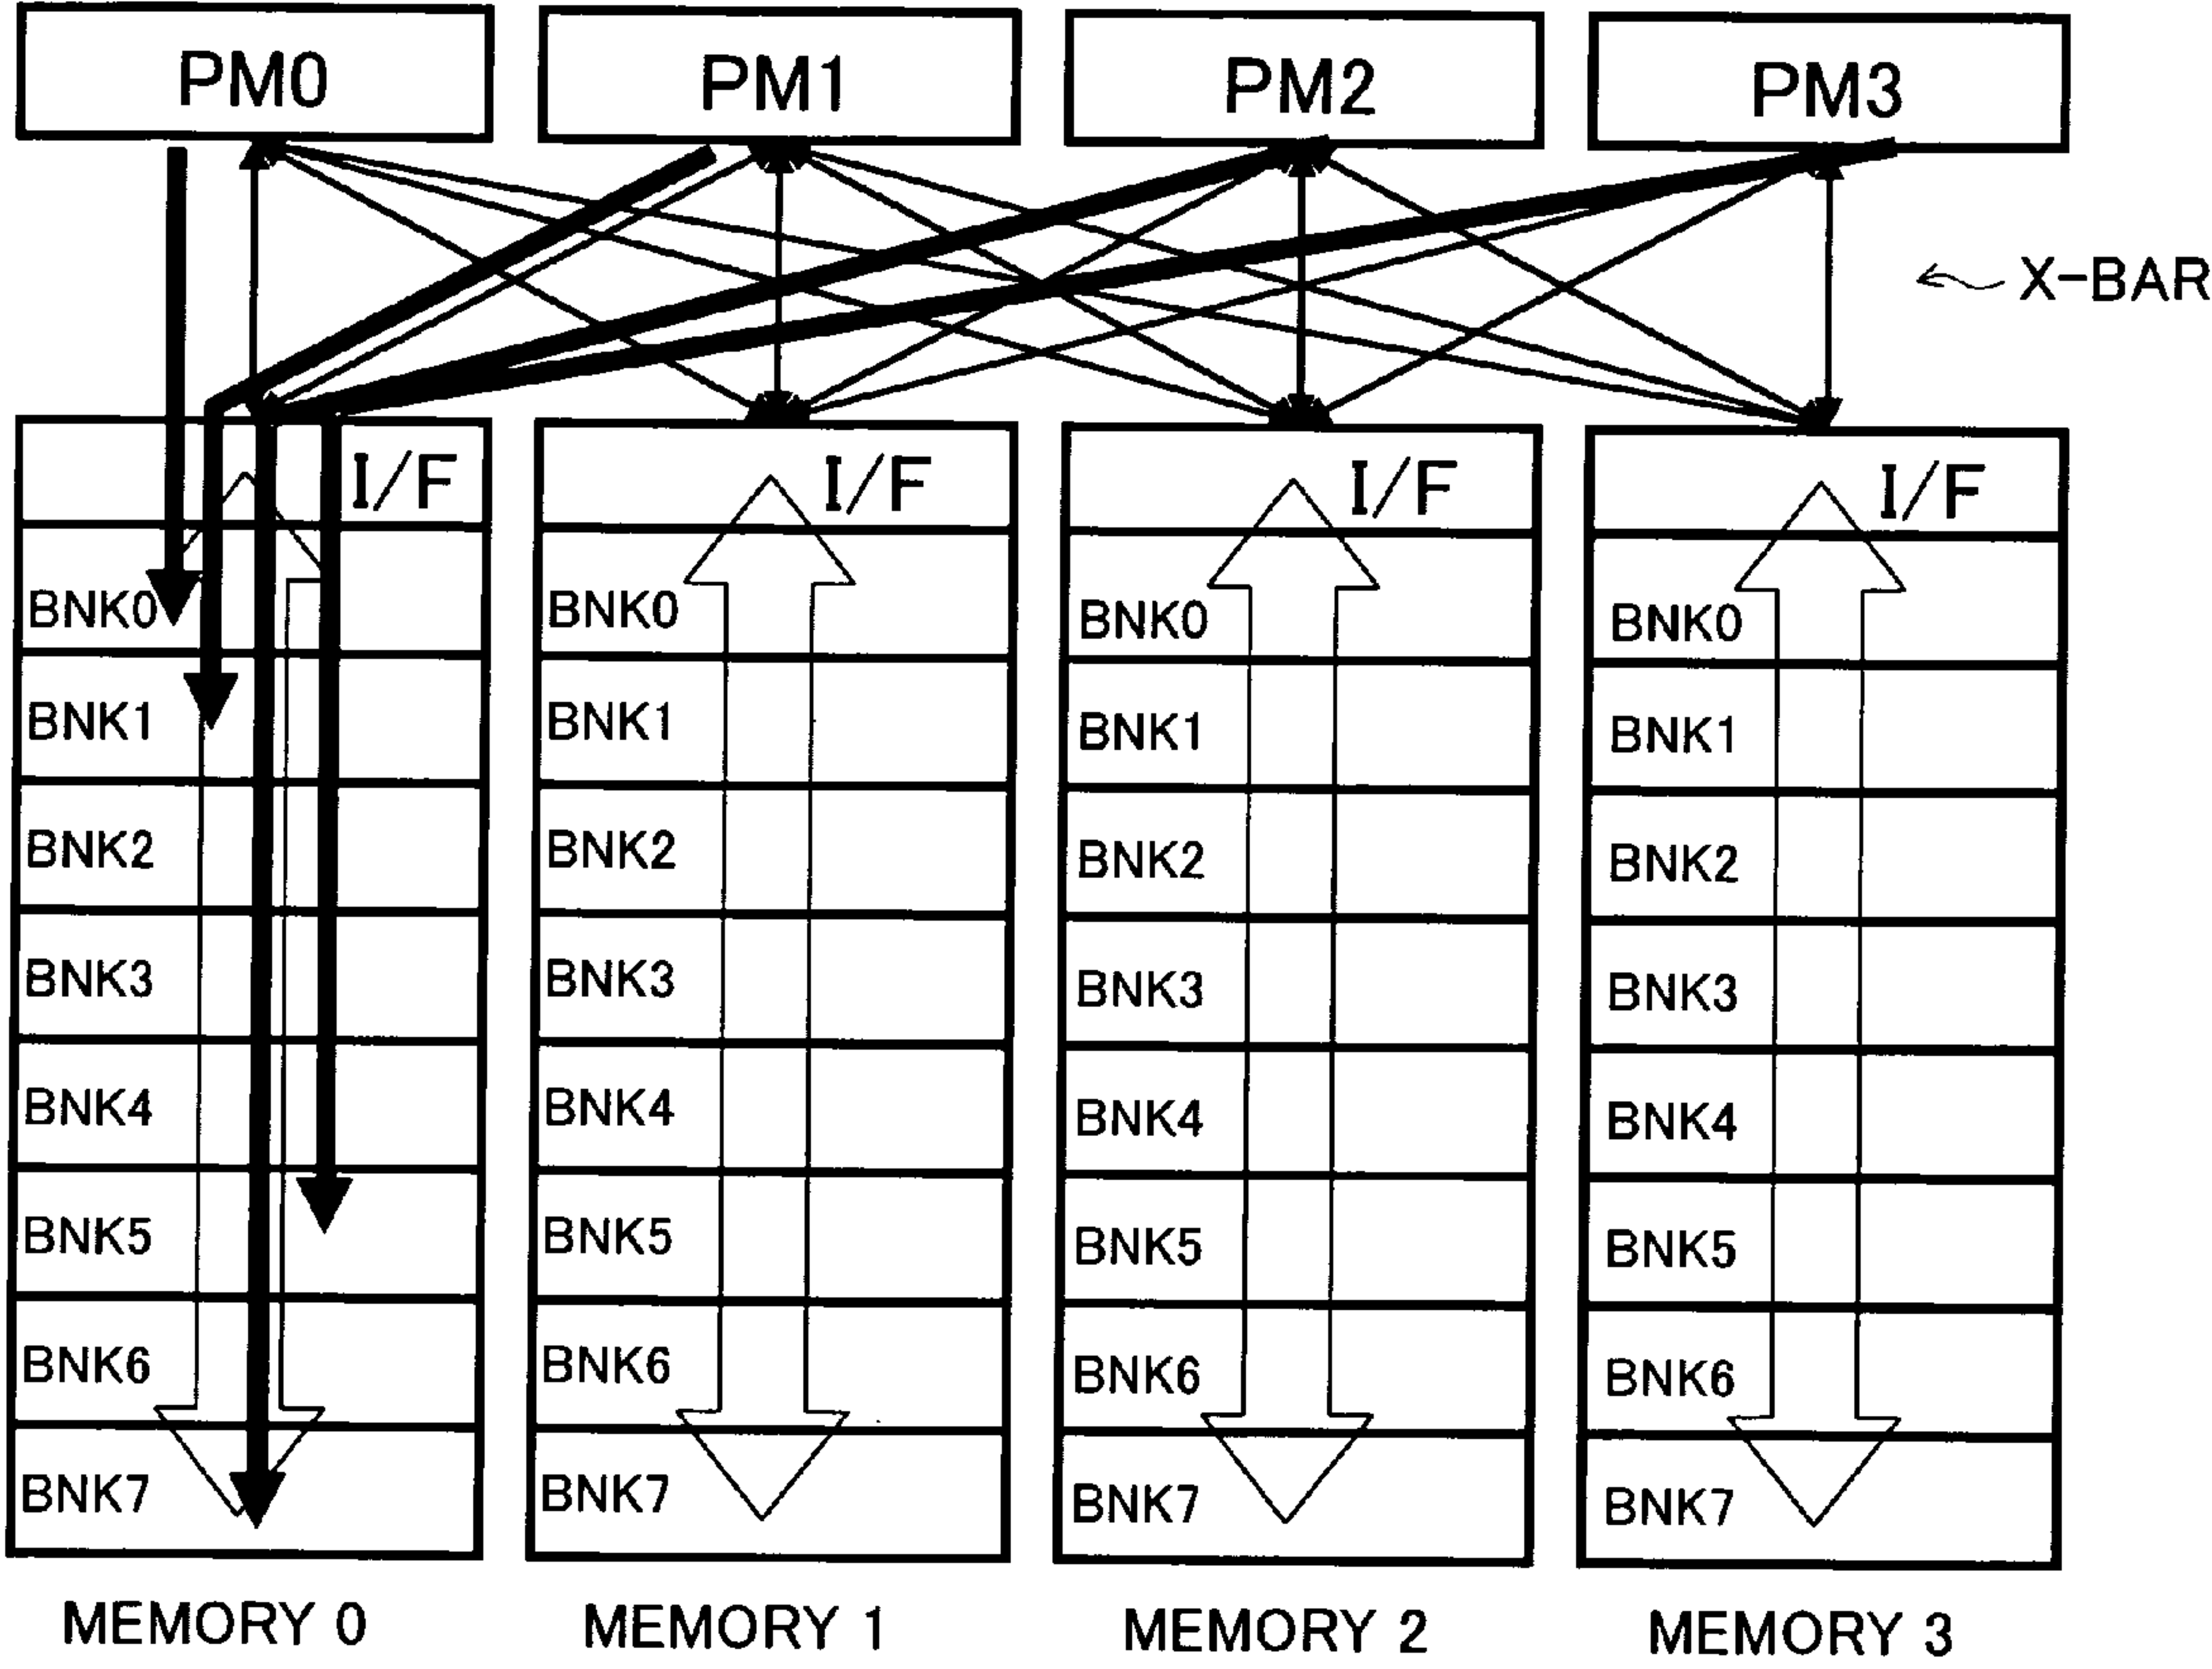 PM0 PM1 PM2 PM3
X-BAR
I/F I/F I/F I/F
BNK0 BNK0 BNK0 BNK0
BNK1 BNK1 BNK1 BNK1
BNK2 BNK2 BNK2 BNK2
BNK3 BNK3 BNK3 BNK3
BNK4 BNK4 BNK4 BNK4
BNK5 BNK5 BNK5 BNK5
BNK6 BNK6 BNK6 BNK6
BNK7 BNK7 BNK7 BNK7
MEMORY 0 MEMORY 1 MEMORY 2 MEMORY 3